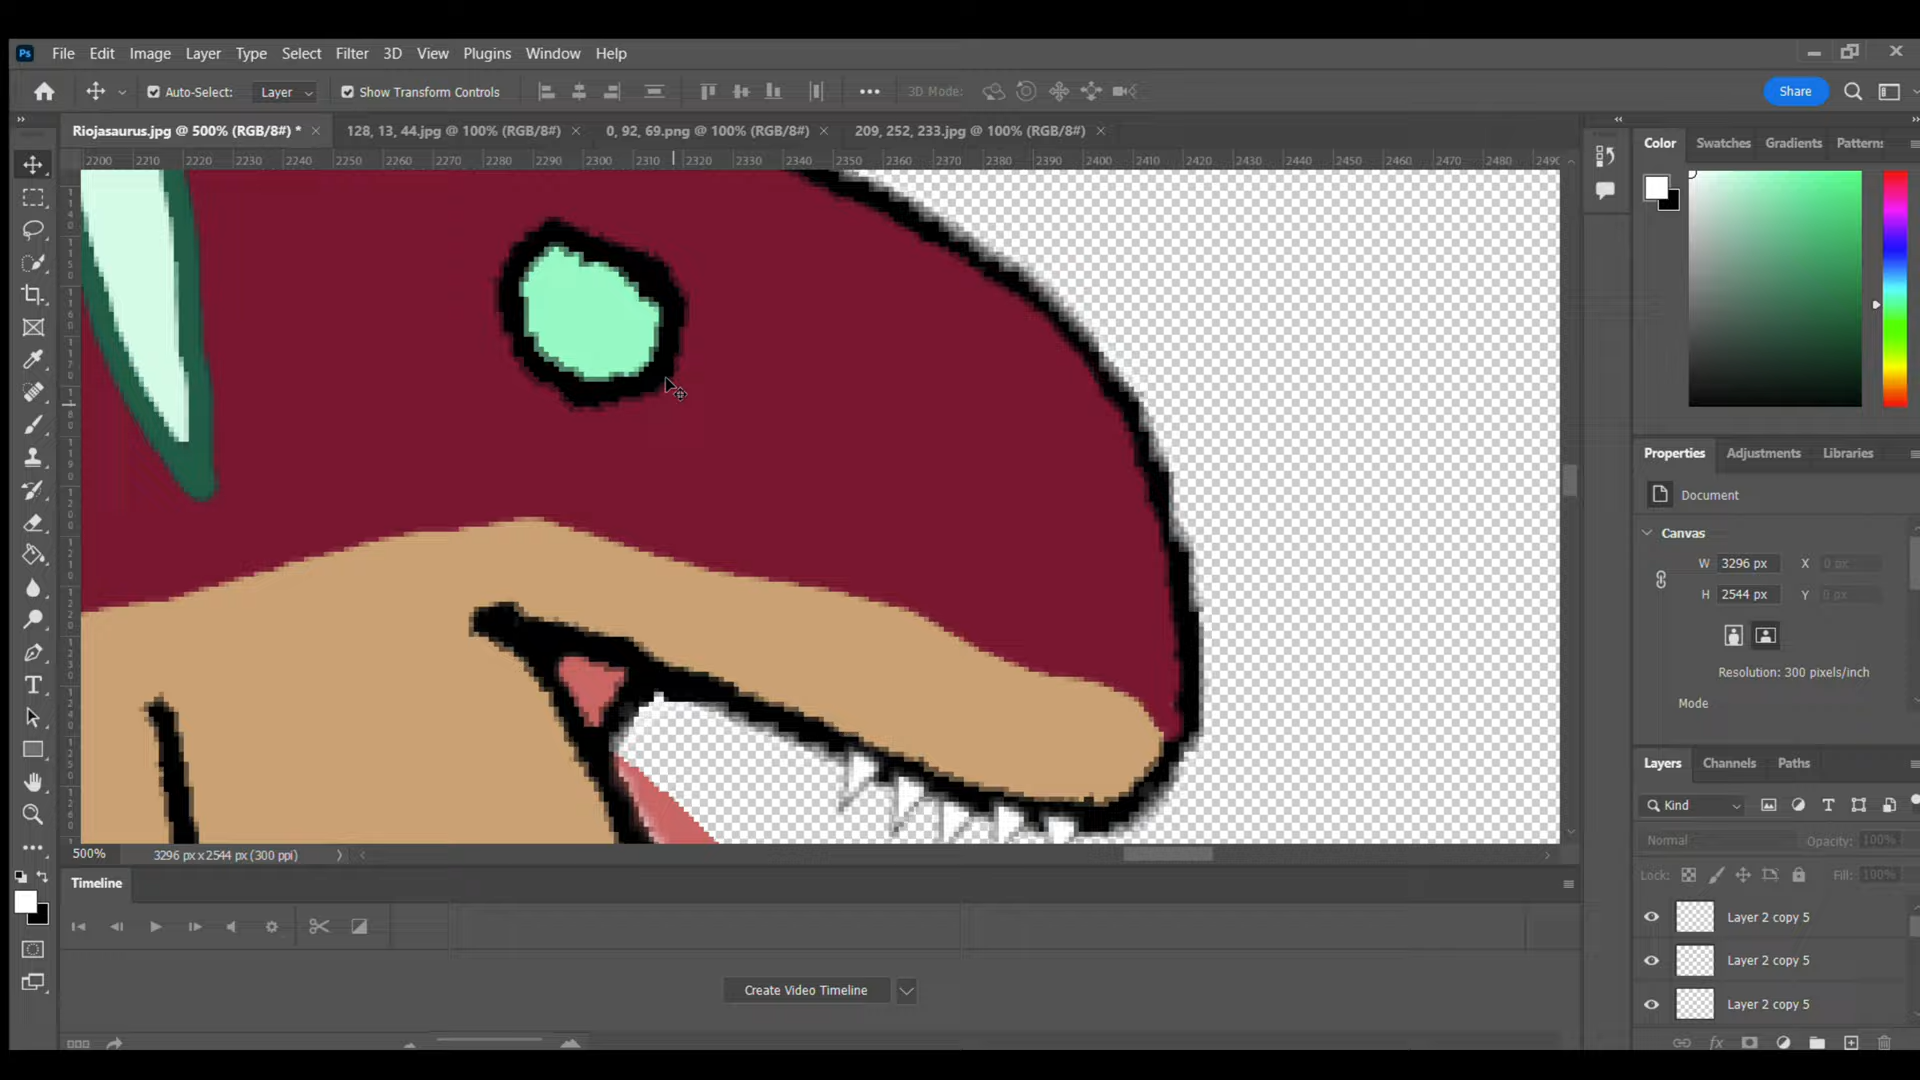 Ps File Edit Image Layer Type Select Filter 3D View Plugins Window Help
Auto-Select: Layer Show Transform Controls 3D Mode: Share
Riojasaurus.jpg @ 500% (RGB/8#) * 128, 13, 44.jpg @ 100% (RGB/8#) 0, 92, 69.png @ 100% (RGB/8#) 209, 252, 233.jpg @ 100% (RGB/8#)
2200 2210 2220 2230 2240 2250 2260 2270 2280 2290 2300 2310 2320 2330 2340 2350 2360 2370 2380 2390 2400 2410 2420 2430 2440 2450 2460 2470 2480 249
Color Swatches Gradients Patterns
Properties Adjustments Libraries
Document
Canvas
W 3296 px X 0 px
H 2544 px Y 0 px
Resolution: 300 pixels/inch
Mode
Layers Channels Paths
Kind
Normal Opacity: 100%
Lock: Fill: 100%
Layer 2 copy 5
Layer 2 copy 5
Layer 2 copy 5
fx
500% 3296 px x 2544 px (300 ppi)
Timeline
Create Video Timeline